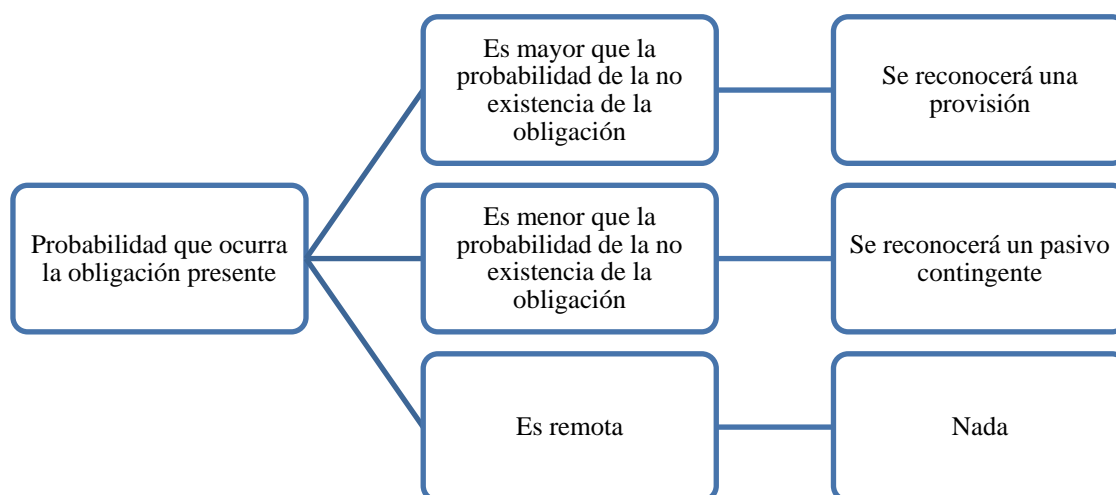 Probabilidad que ocurra
la obligación presente
Es mayor que la
probabilidad de la no
existencia de la
obligación
Se reconocerá una
provisión
Es menor que la
probabilidad de la no
existencia de la
obligación
Se reconocerá un pasivo
contingente
Es remota
Nada